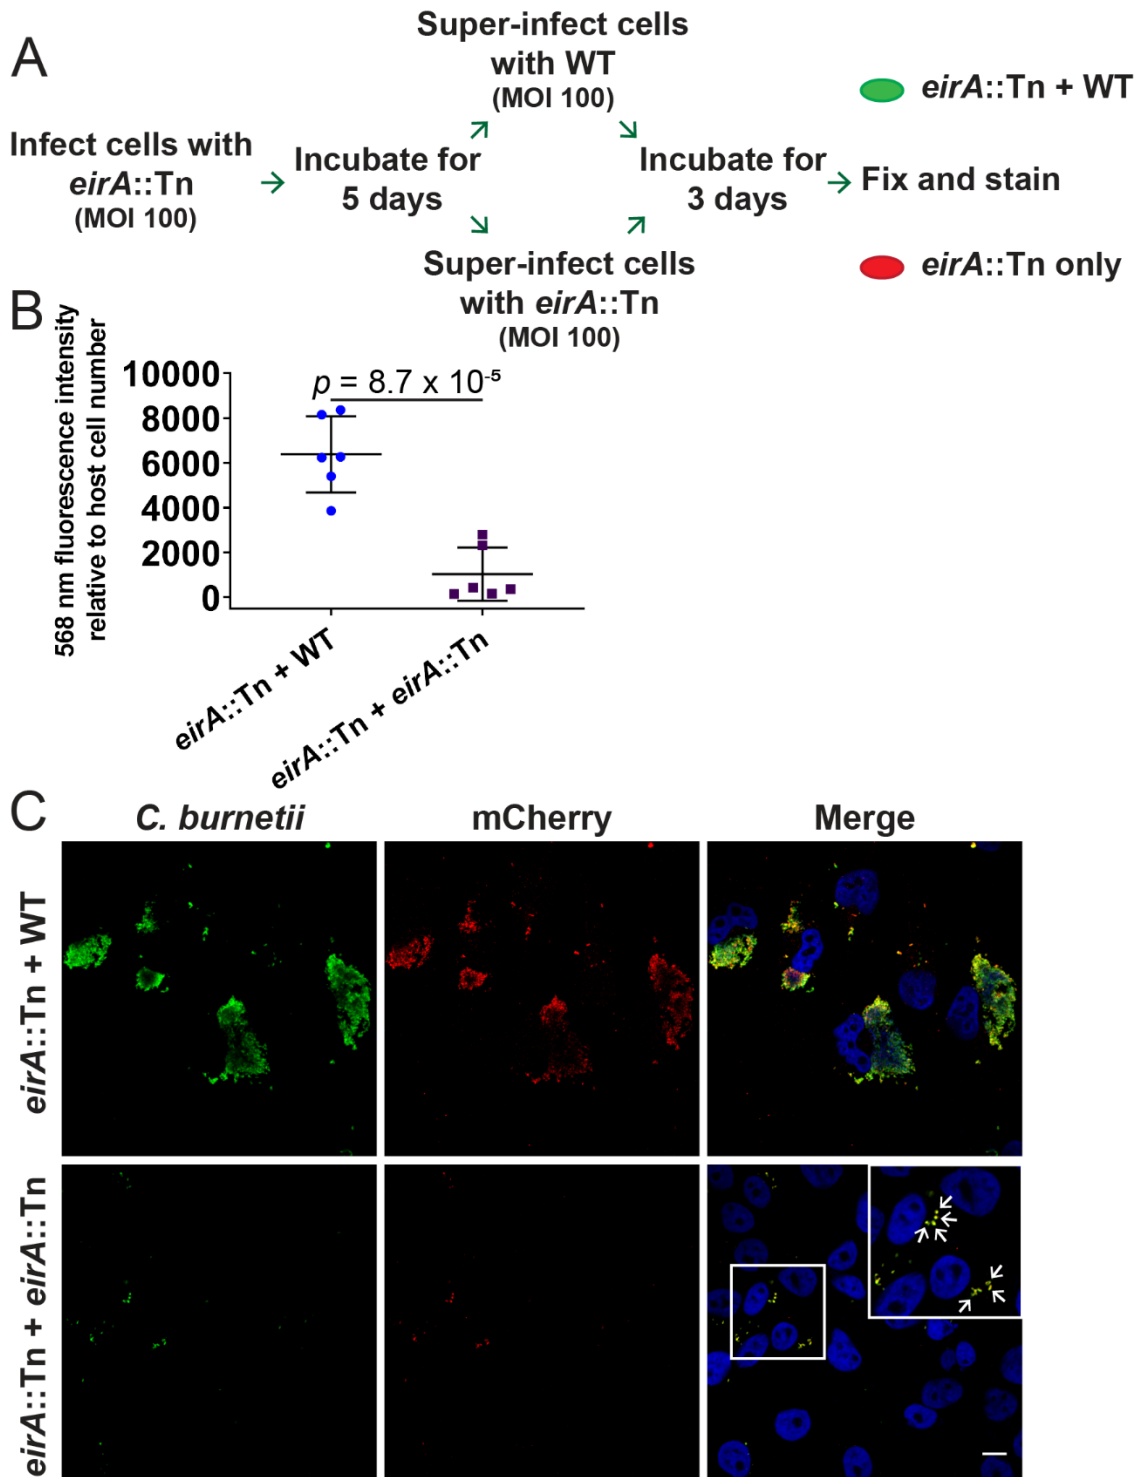 A
Super-infect cells
with WT
(MOI 100)
eirA::Tn + WT
Infect cells with
eirA::Tn
(MOI 100)
Incubate for
5 days
Incubate for
3 days
Fix and stain
Super-infect cells
with eirA::Tn
(MOI 100)
eirA::Tn only
B
568 nm fluorescence intensity
relative to host cell number
10000
8000
6000
4000
2000
0
p = 8.7 x 10⁻⁵
eirA::Tn + WT
eirA::Tn + eirA::Tn
C
C. burnetii
mCherry
Merge
eirA::Tn + WT
eirA::Tn + eirA::Tn